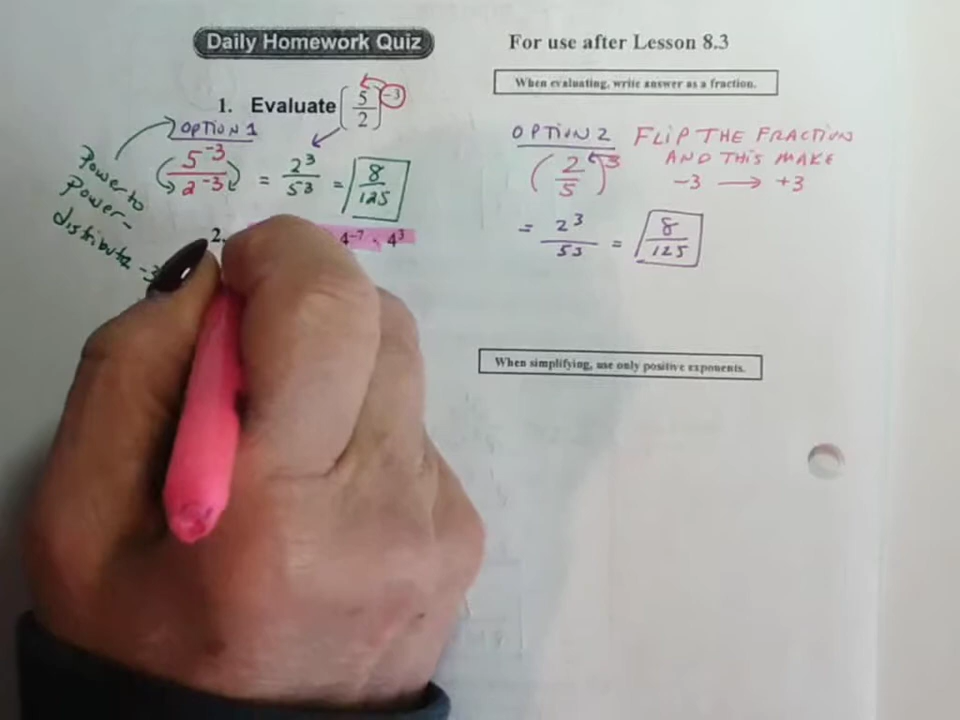 Daily Homework Quiz
For use after Lesson 8.3
When evaluating, write answer as a fraction.
1. Evaluate (5/2)^-3
OPTION 1
(5^-3/2^-3) = 2^3/5^3 = 8/125
Power to
Power -
distribute -3
OPTION 2
FLIP THE FRACTION
AND THIS MAKE
-3 → +3
(2/5)^3
= 2^3/53 = 8/125
2. 4^-7 · 4^3
When simplifying, use only positive exponents.